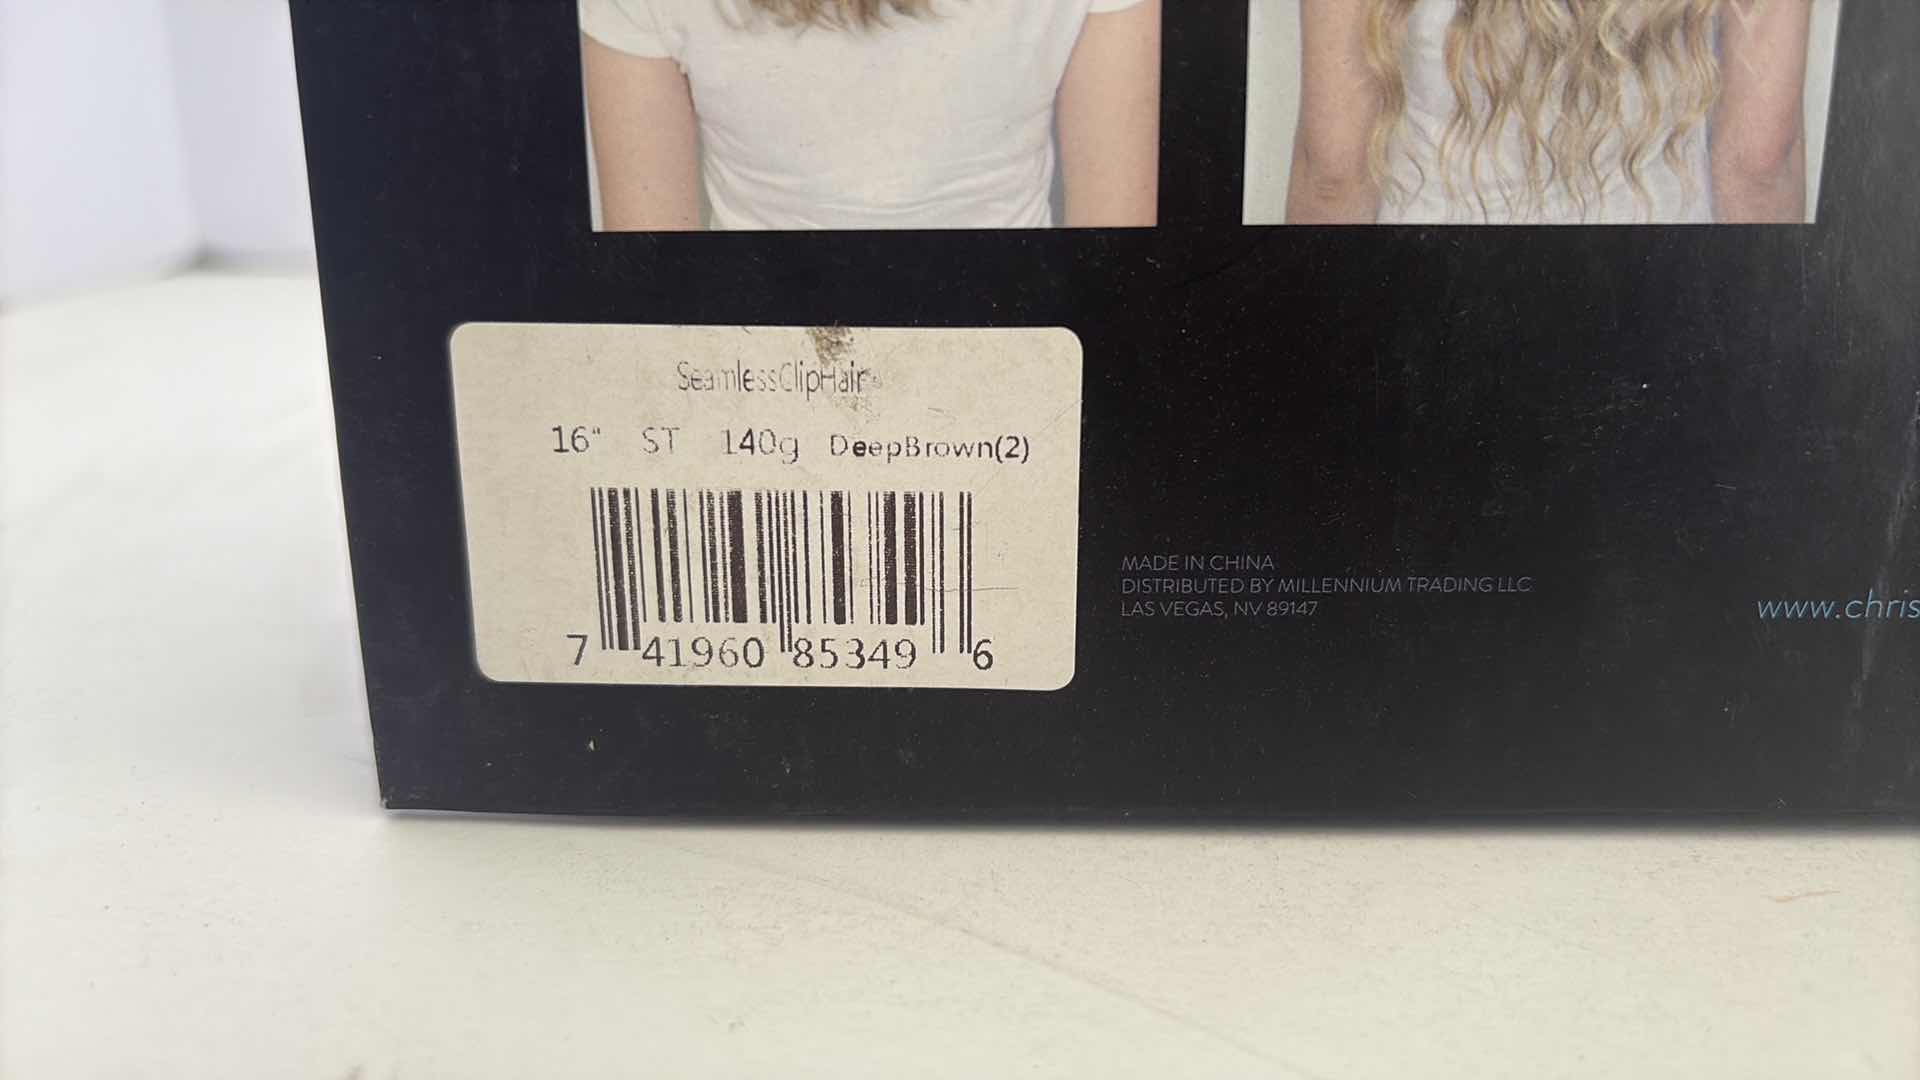 SeamlessClipHair
16" ST 140g DeepBrown(2)
7 41960 85349 6
MADE IN CHINA
DISTRIBUTED BY MILLENNIUM TRADING LLC
LAS VEGAS, NV 89147
www.chris